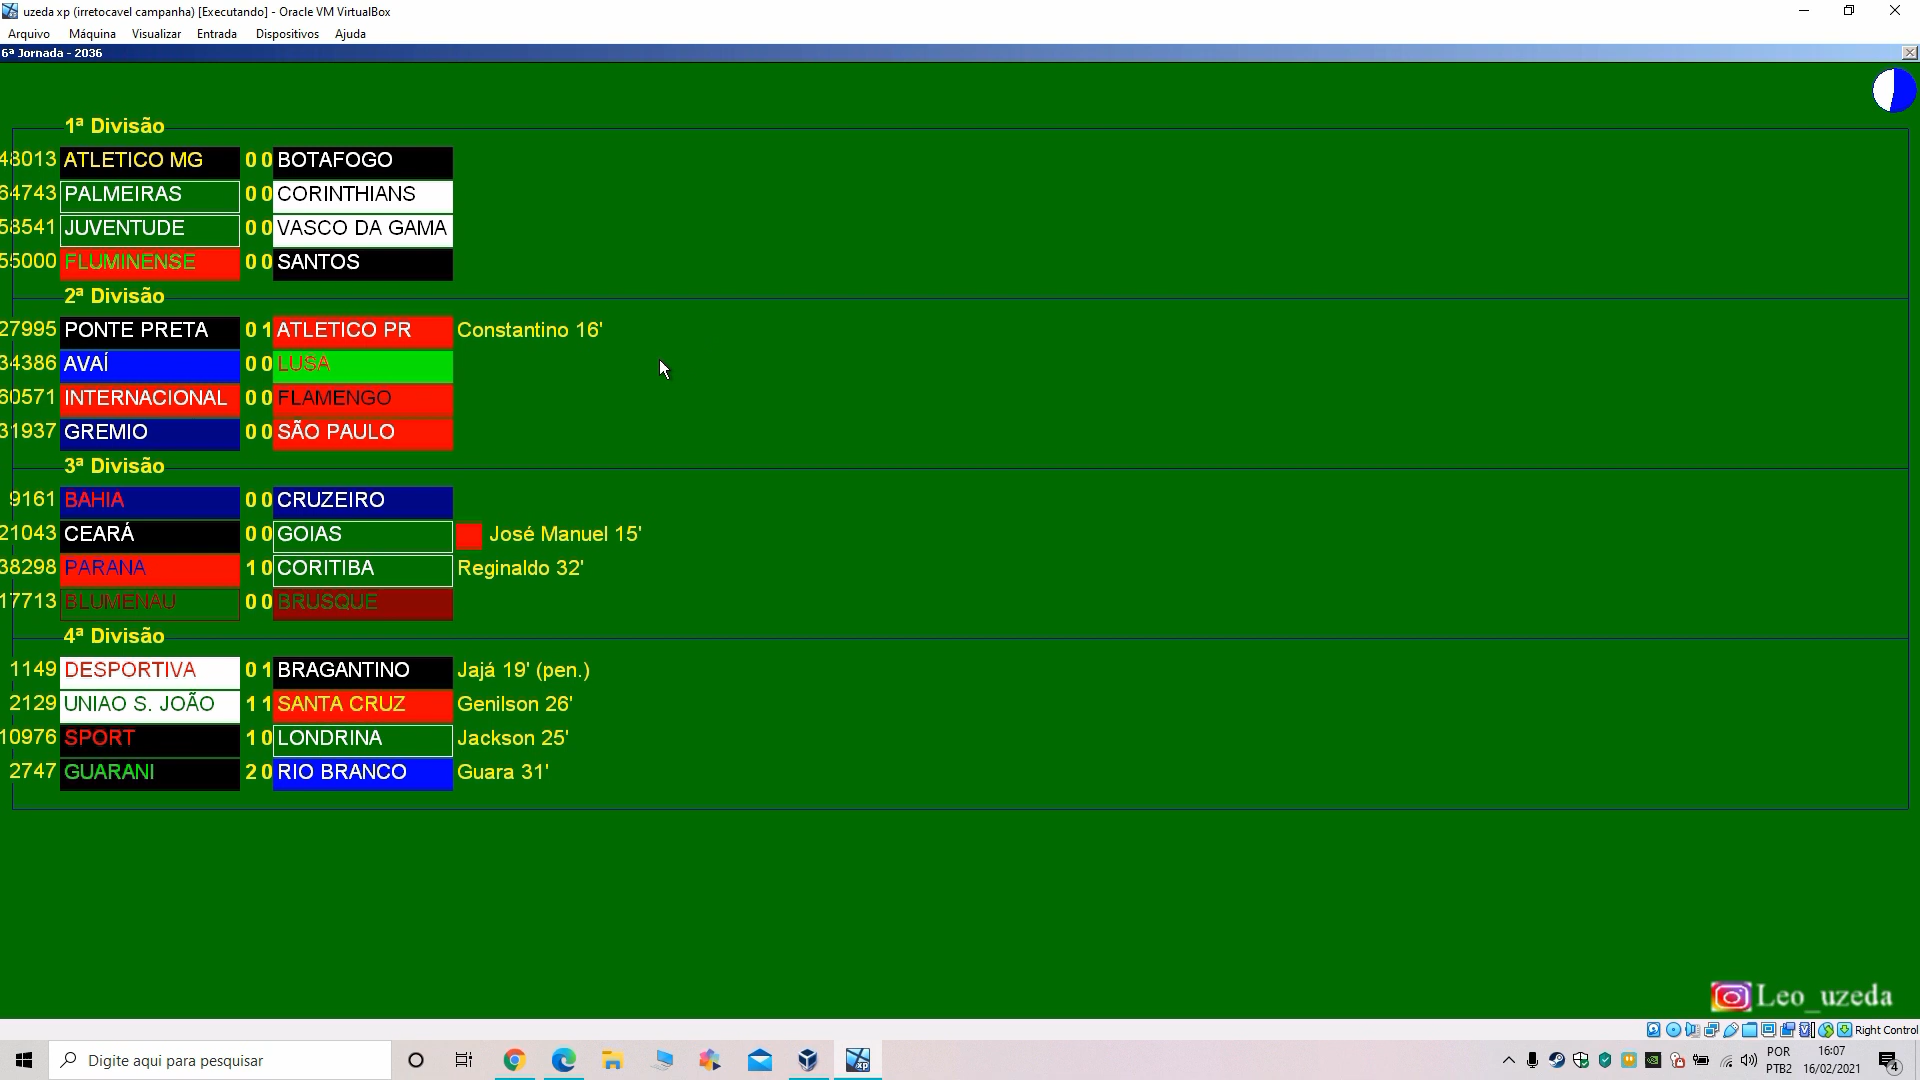 uzeda xp (irretocavel campanha) [Executando] - Oracle VM VirtualBox
Arquivo Máquina Visualizar Entrada Dispositivos Ajuda
6ª Jornada - 2036
1ª Divisão
48013 ATLETICO MG 0 0 BOTAFOGO
64743 PALMEIRAS 0 0 CORINTHIANS
58541 JUVENTUDE 0 0 VASCO DA GAMA
55000 FLUMINENSE 0 0 SANTOS
2ª Divisão
27995 PONTE PRETA 0 1 ATLETICO PR Constantino 16'
34386 AVAÍ 0 0 LUSA
60571 INTERNACIONAL 0 0 FLAMENGO
31937 GREMIO 0 0 SÃO PAULO
3ª Divisão
9161 BAHIA 0 0 CRUZEIRO
21043 CEARÁ 0 0 GOIAS José Manuel 15'
38298 PARANA 1 0 CORITIBA Reginaldo 32'
17713 BLUMENAU 0 0 BRUSQUE
4ª Divisão
1149 DESPORTIVA 0 1 BRAGANTINO Jajá 19' (pen.)
2129 UNIAO S. JOÃO 1 1 SANTA CRUZ Genilson 26'
10976 SPORT 1 0 LONDRINA Jackson 25'
2747 GUARANI 2 0 RIO BRANCO Guara 31'
Leo_uzeda
Right Control
Digite aqui para pesquisar
xp
POR
PTB2
16:07
16/02/2021
4